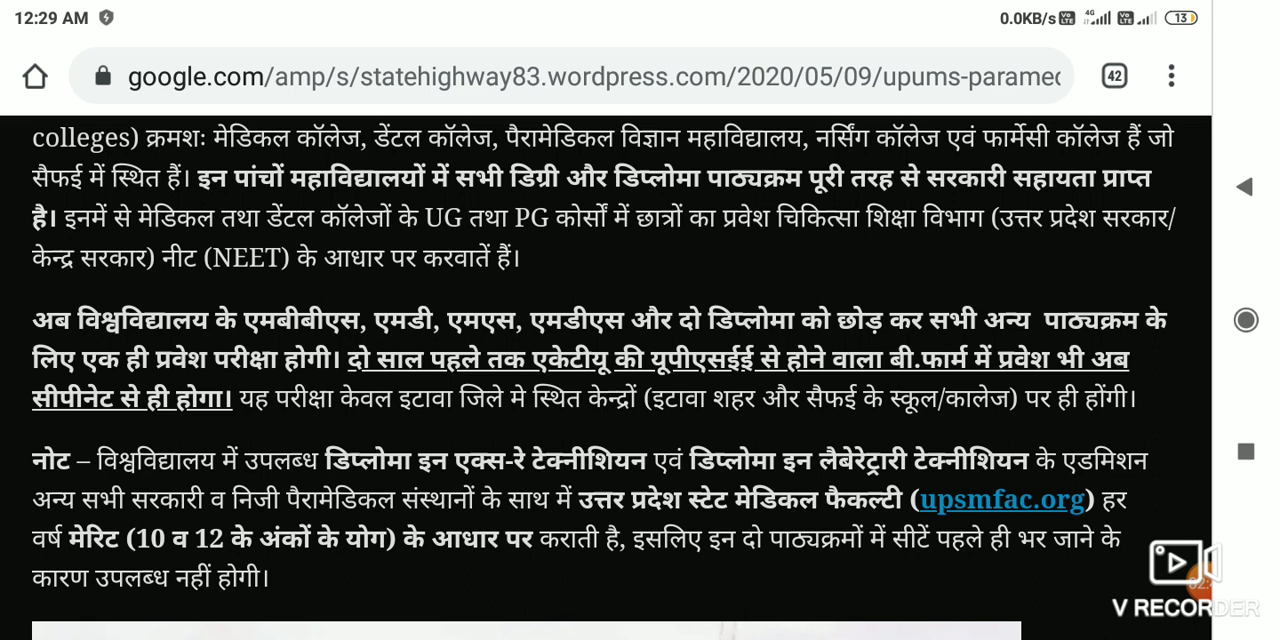 12:29 AM
0.0KB/s
4G
13
google.com/amp/s/statehighway83.wordpress.com/2020/05/09/upums-paramec
42
colleges) क्रमशः मेडिकल कॉलेज, डेंटल कॉलेज, पैरामेडिकल विज्ञान महाविद्यालय, नर्सिंग कॉलेज एवं फार्मेसी कॉलेज हैं जो
सैफई में स्थित हैं। इन पांचों महाविद्यालयों में सभी डिग्री और डिप्लोमा पाठ्यक्रम पूरी तरह से सरकारी सहायता प्राप्त
है। इनमें से मेडिकल तथा डेंटल कॉलेजों के UG तथा PG कोर्सों में छात्रों का प्रवेश चिकित्सा शिक्षा विभाग (उत्तर प्रदेश सरकार/
केन्द्र सरकार) नीट (NEET) के आधार पर करवातें हैं।
अब विश्वविद्यालय के एमबीबीएस, एमडी, एमएस, एमडीएस और दो डिप्लोमा को छोड़ कर सभी अन्य पाठ्यक्रम के
लिए एक ही प्रवेश परीक्षा होगी। दो साल पहले तक एकेटीयू की यूपीएसईई से होने वाला बी.फार्म में प्रवेश भी अब
सीपीनेट से ही होगा। यह परीक्षा केवल इटावा जिले मे स्थित केन्द्रों (इटावा शहर और सैफई के स्कूल/कालेज) पर ही होंगी।
नोट – विश्वविद्यालय में उपलब्ध डिप्लोमा इन एक्स-रे टेक्नीशियन एवं डिप्लोमा इन लैबेरेट्रारी टेक्नीशियन के एडमिशन
अन्य सभी सरकारी व निजी पैरामेडिकल संस्थानों के साथ में उत्तर प्रदेश स्टेट मेडिकल फैकल्टी (upsmfac.org) हर
वर्ष मेरिट (10 व 12 के अंकों के योग) के आधार पर कराती है, इसलिए इन दो पाठ्यक्रमों में सीटें पहले ही भर जाने के
कारण उपलब्ध नहीं होगी।
V RECORDER